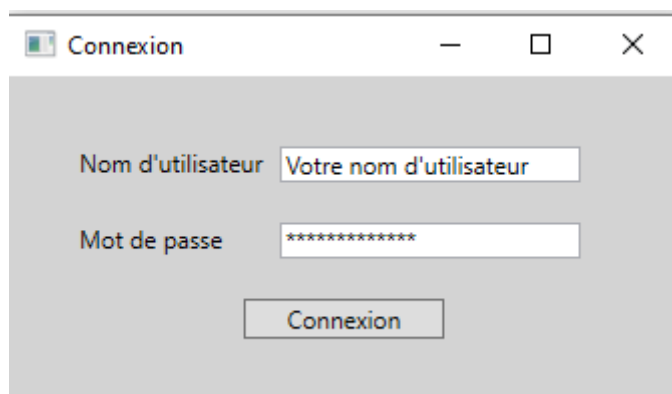 Connexion
Nom d'utilisateur Votre nom d'utilisateur
Mot de passe *************
Connexion